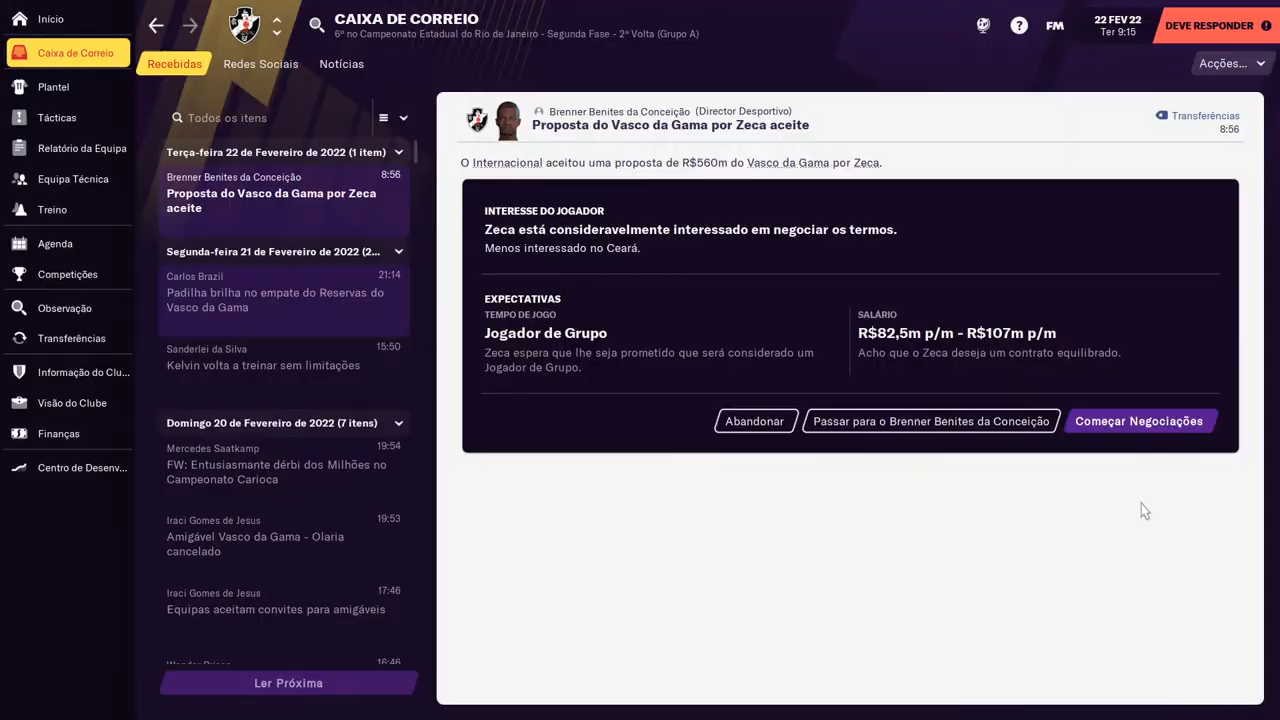 Início
Caixa de Correio
Plantel
Tácticas
Relatório da Equipa
Equipa Técnica
Treino
Agenda
Competições
Observação
Transferências
Informação do Clu...
Visão do Clube
Finanças
Centro de Desenv...
CAIXA DE CORREIO
6º no Campeonato Estadual do Rio de Janeiro - Segunda Fase - 2ª Volta (Grupo A)
FM
22 FEV 22
Ter 9:15
DEVE RESPONDER
Recebidas
Redes Sociais
Notícias
Acções...
Todos os itens
Terça-feira 22 de Fevereiro de 2022 (1 item)
Brenner Benites da Conceição 8:56
Proposta do Vasco da Gama por Zeca
aceite
Segunda-feira 21 de Fevereiro de 2022 (2...
Carlos Brazil 21:14
Padilha brilha no empate do Reservas do
Vasco da Gama
Sanderlei da Silva 15:50
Kelvin volta a treinar sem limitações
Domingo 20 de Fevereiro de 2022 (7 itens)
Mercedes Saatkamp 19:54
FW: Entusiasmante dérbi dos Milhões no
Campeonato Carioca
Iraci Gomes de Jesus 19:53
Amigável Vasco da Gama - Olaria
cancelado
Iraci Gomes de Jesus 17:46
Equipas aceitam convites para amigáveis
16:46
Ler Próxima
Brenner Benites da Conceição (Director Desportivo)
Proposta do Vasco da Gama por Zeca aceite
Transferências
8:56
O Internacional aceitou uma proposta de R$560m do Vasco da Gama por Zeca.
INTERESSE DO JOGADOR
Zeca está consideravelmente interessado em negociar os termos.
Menos interessado no Ceará.
EXPECTATIVAS
TEMPO DE JOGO
Jogador de Grupo
Zeca espera que lhe seja prometido que será considerado um
Jogador de Grupo.
SALÁRIO
R$82,5m p/m - R$107m p/m
Acho que o Zeca deseja um contrato equilibrado.
Abandonar
Passar para o Brenner Benites da Conceição
Começar Negociações